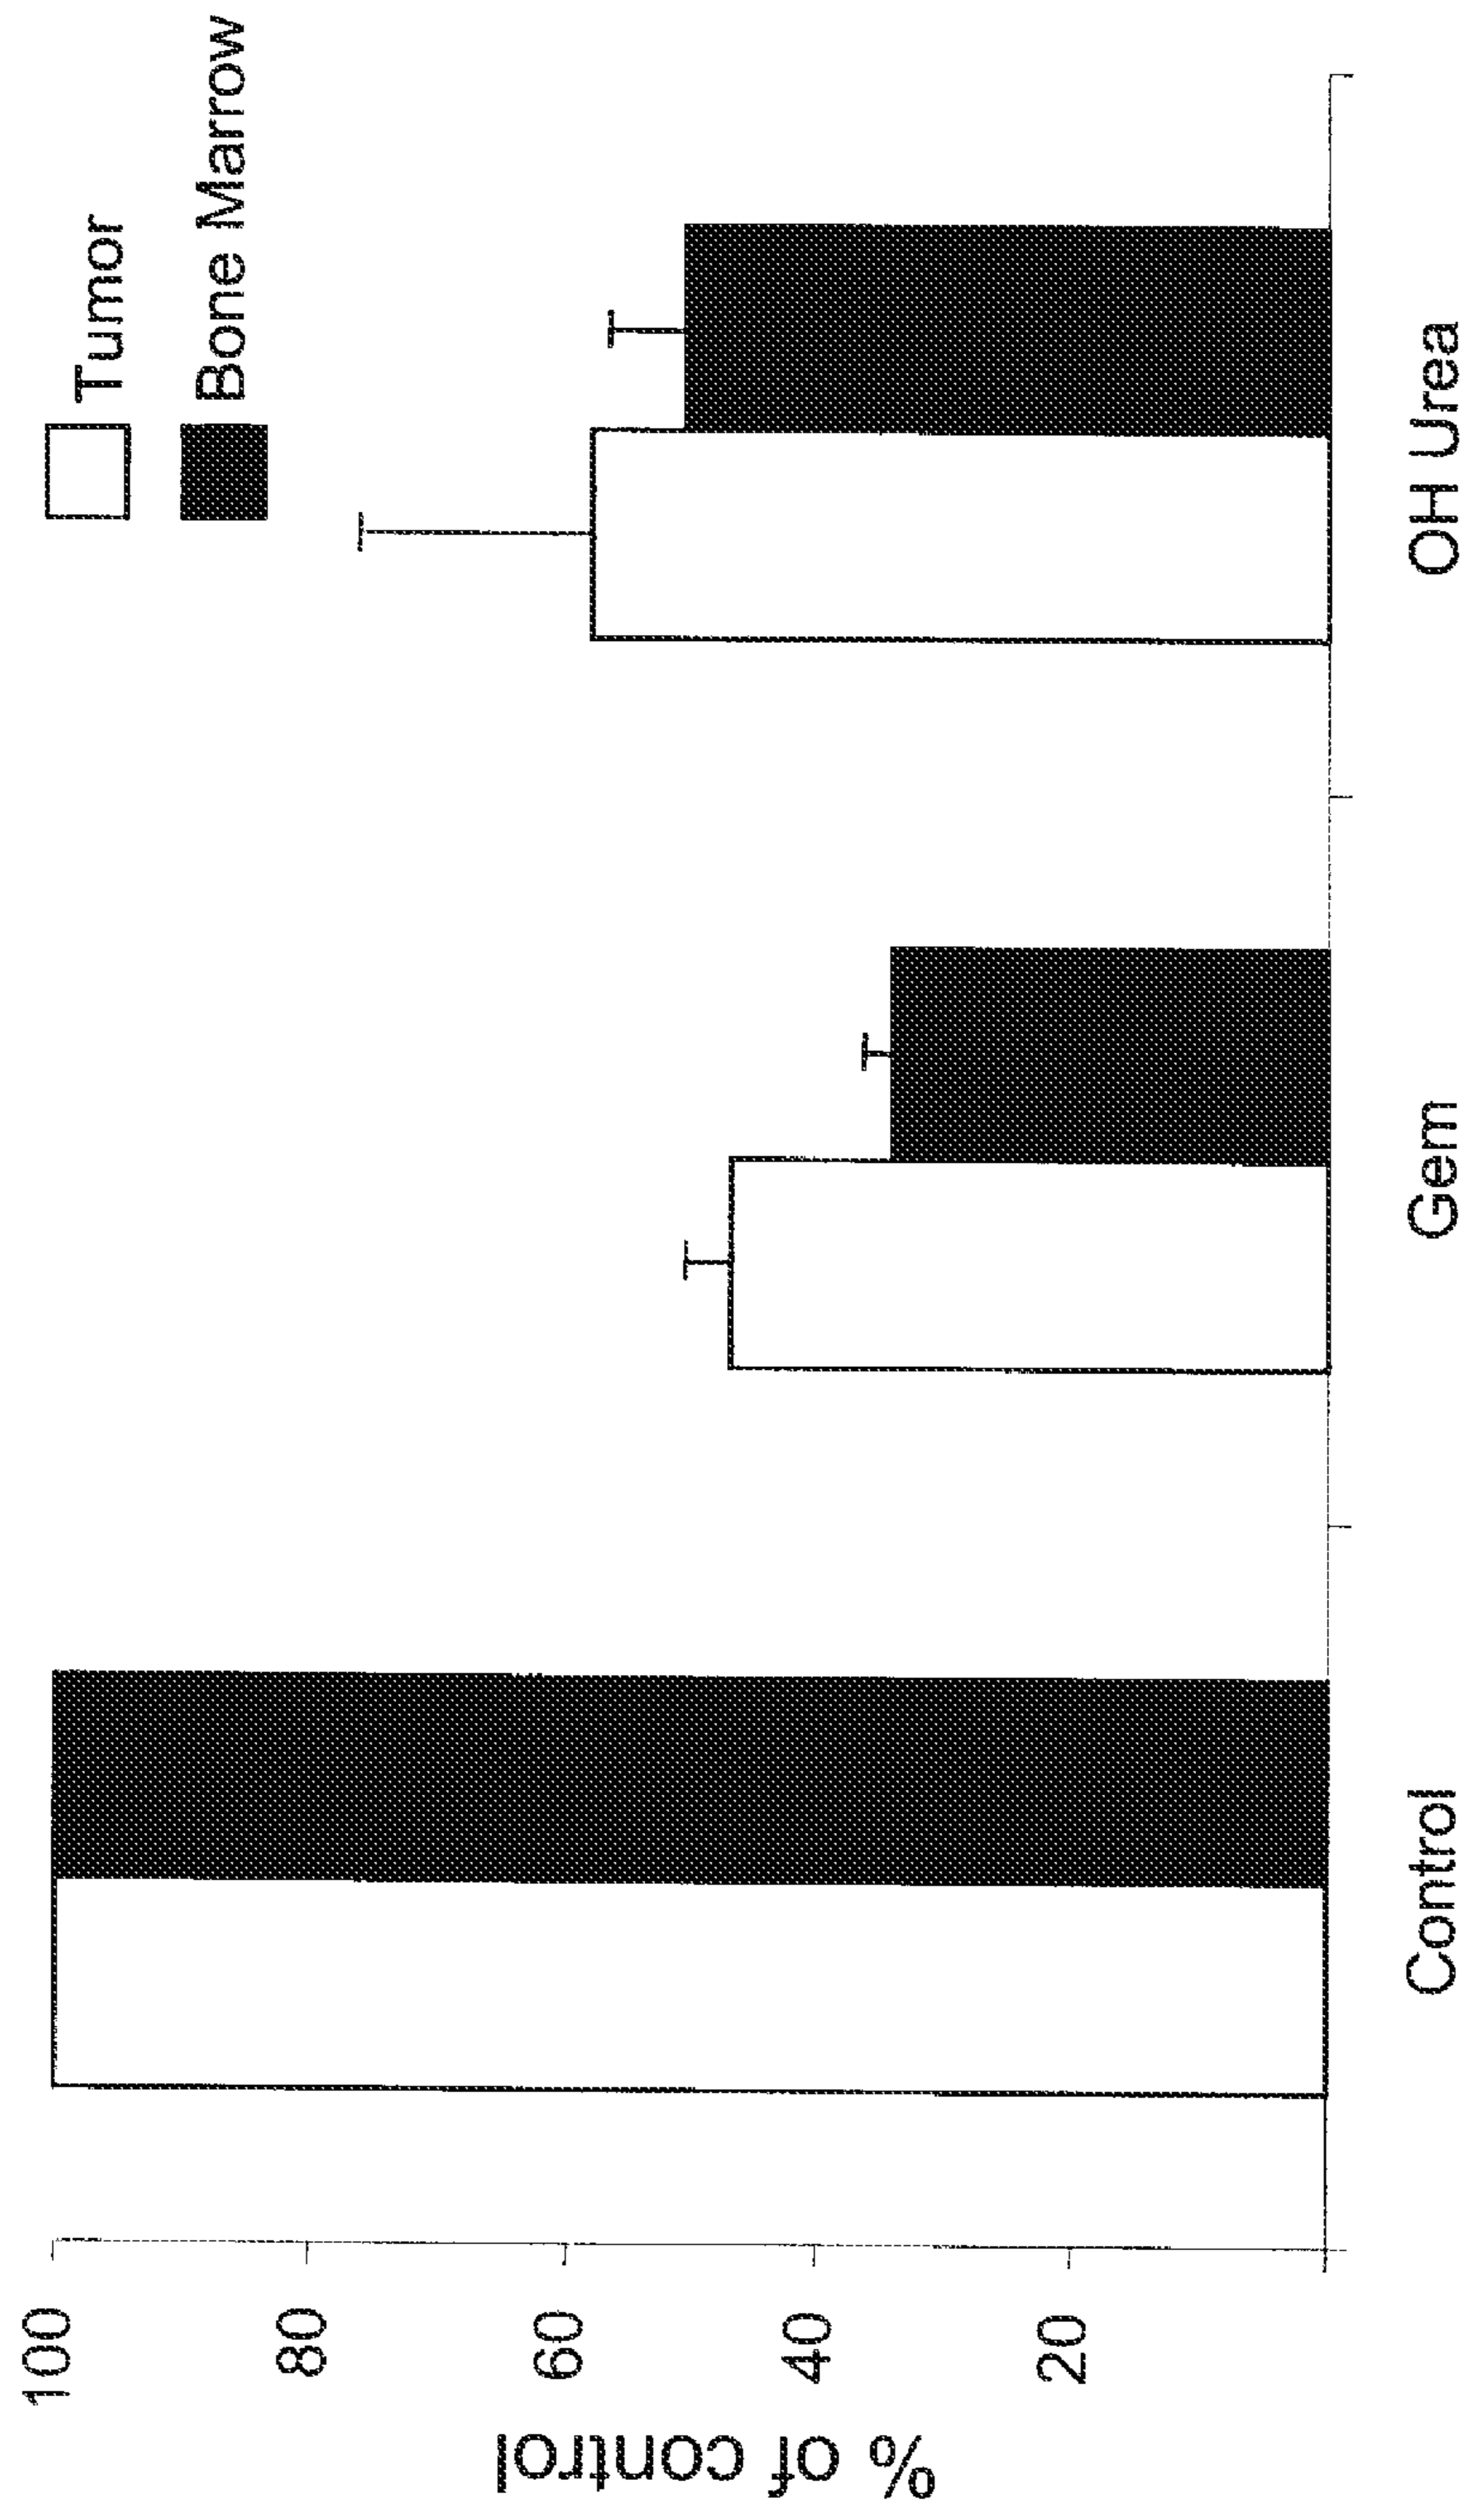 Tumor
Bone Marrow
% of control
100
80
60
40
20
Control
Gem
OH Urea